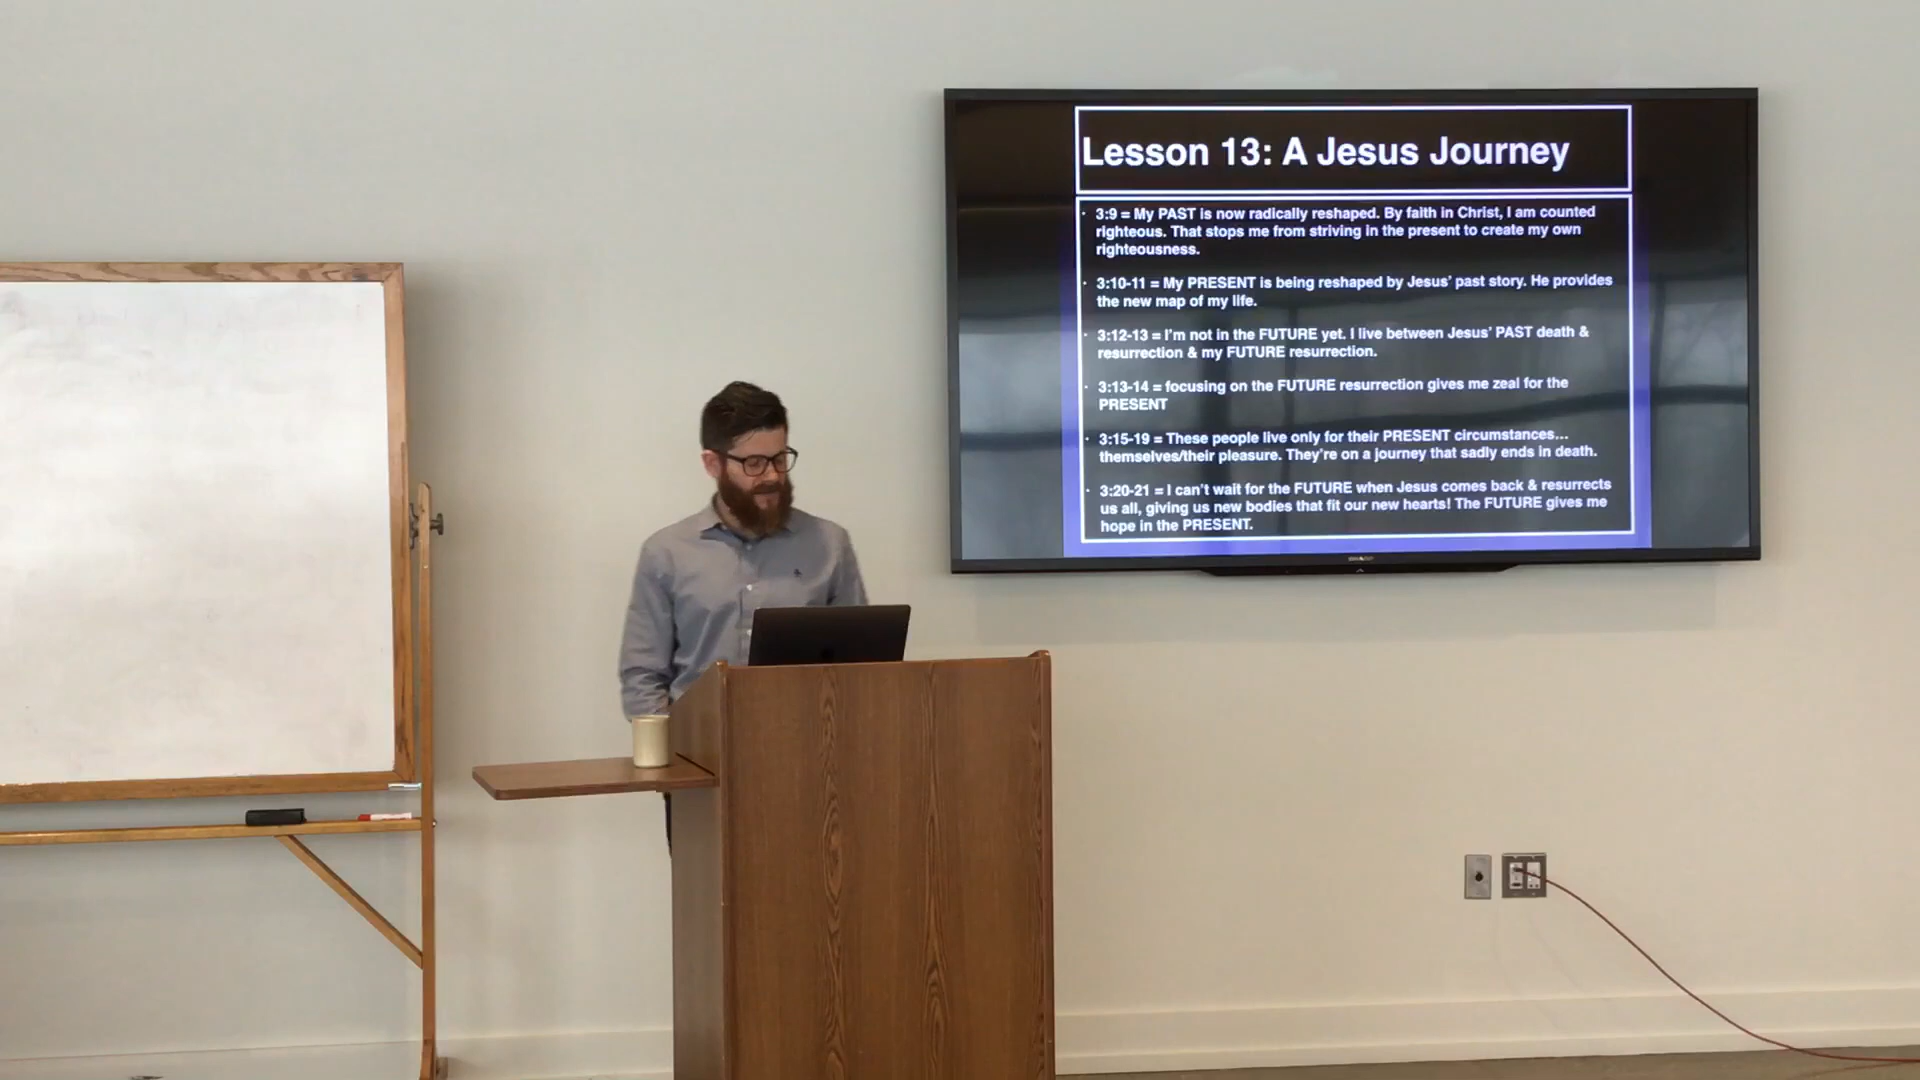 Lesson 13: A Jesus Journey
· 3:9 = My PAST is now radically reshaped. By faith in Christ, I am counted
righteous. That stops me from striving in the present to create my own
righteousness.
· 3:10-11 = My PRESENT is being reshaped by Jesus’ past story. He provides
the new map of my life.
· 3:12-13 = I’m not in the FUTURE yet. I live between Jesus’ PAST death &
resurrection & my FUTURE resurrection.
· 3:13-14 = focusing on the FUTURE resurrection gives me zeal for the
PRESENT
· 3:15-19 = These people live only for their PRESENT circumstances…
themselves/their pleasure. They’re on a journey that sadly ends in death.
· 3:20-21 = I can’t wait for the FUTURE when Jesus comes back & resurrects
us all, giving us new bodies that fit our new hearts! The FUTURE gives me
hope in the PRESENT.